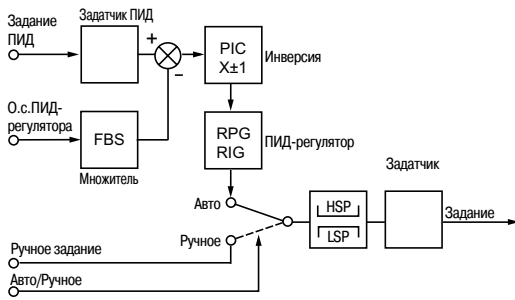 Задание
ПИД
Задатчик ПИД
+
−
PIC
X±1
Инверсия
О.с.ПИД-
регулятора
FBS
Множитель
RPG
RIG
ПИД-регулятор
Задатчик
Авто
HSP
LSP
Задание
Ручное
Ручное задание
Авто/Ручное